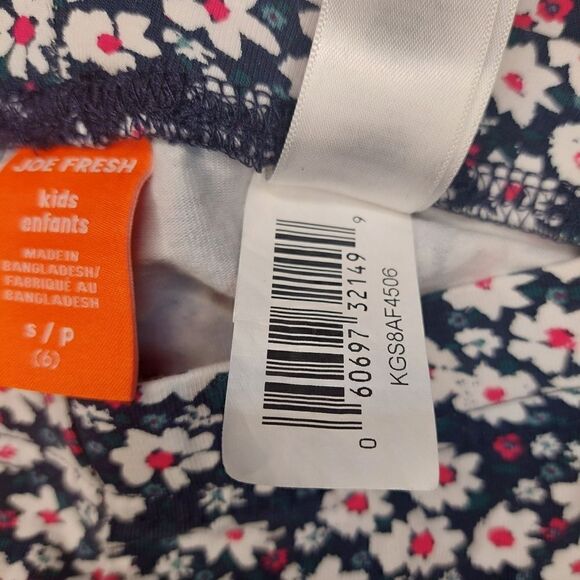 JOE FRESH
kids
enfants
MADE IN
BANGLADESH/
FABRIQUÉ AU
BANGLADESH
s / p
(6)
0 60697 32149 9
KGS8AF4506